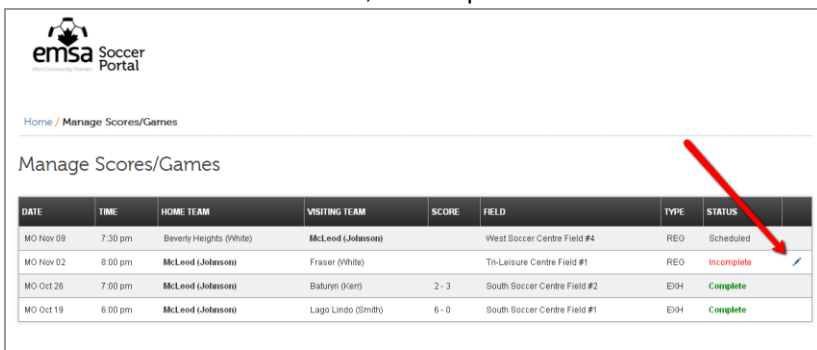 emsa Soccer
Portal
Home / Manage Scores/Games
Manage Scores/Games
DATE TIME HOME TEAM VISITING TEAM SCORE FIELD TYPE STATUS
MO Nov 09 7:30 pm Beverly Heights (White) McLeod (Johnson) West Soccer Centre Field #4 REG Scheduled
MO Nov 02 8:00 pm McLeod (Johnson) Fraser (White) Tri-Leisure Centre Field #1 REG Incomplete
MO Oct 26 7:00 pm McLeod (Johnson) Baturyn (Kerr) 2 - 3 South Soccer Centre Field #2 EXH Complete
MO Oct 19 6:00 pm McLeod (Johnson) Lago Lindo (Smith) 6 - 0 South Soccer Centre Field #1 EXH Complete